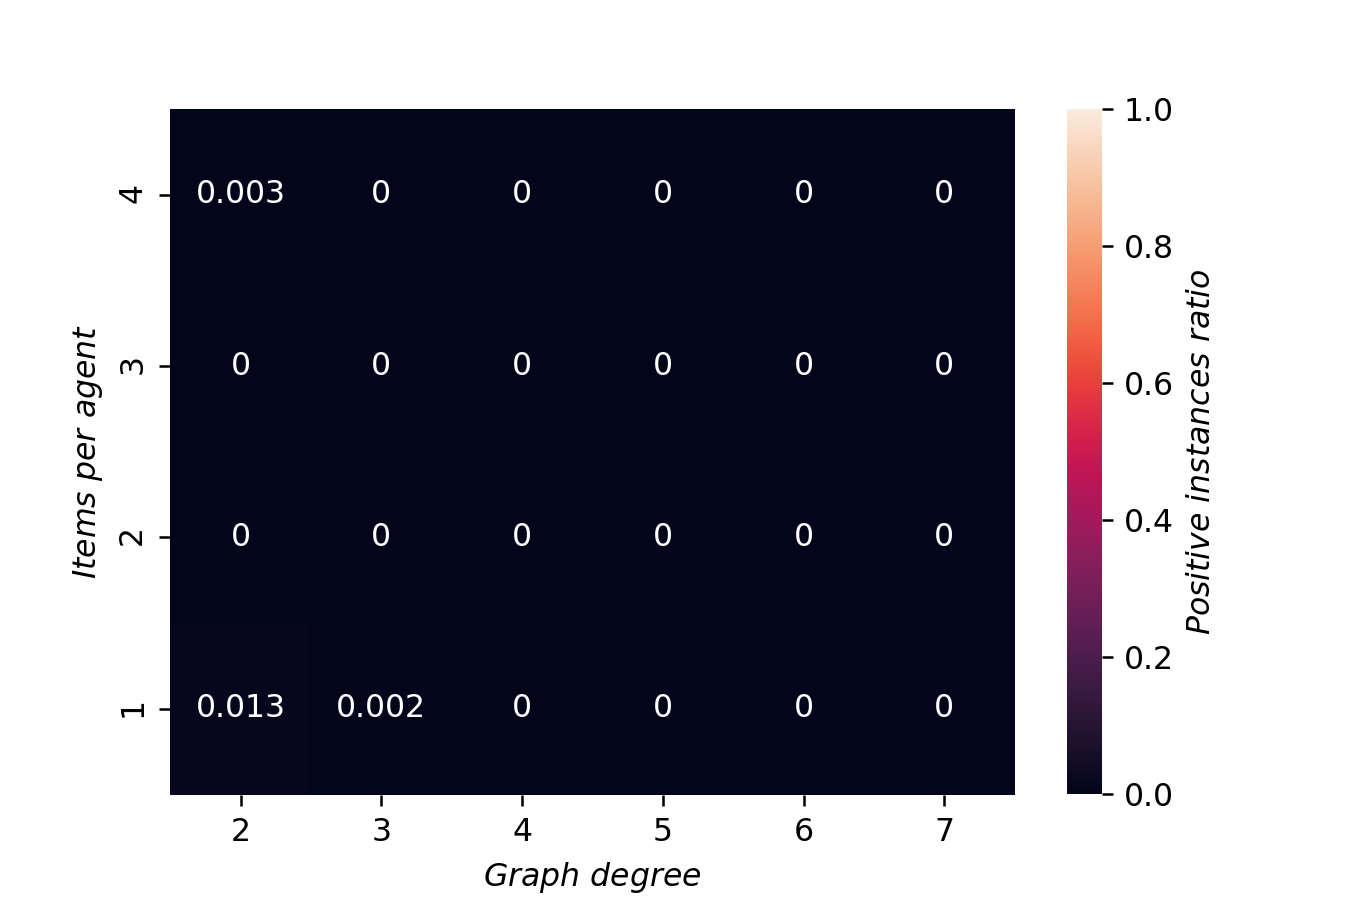 4 0.003 0 0 0 0 0
3 0 0 0 0 0 0
2 0 0 0 0 0 0
1 0.013 0.002 0 0 0 0
2 3 4 5 6 7
Graph degree
Items per agent
1.0
0.8
0.6
0.4
0.2
0.0
Positive instances ratio